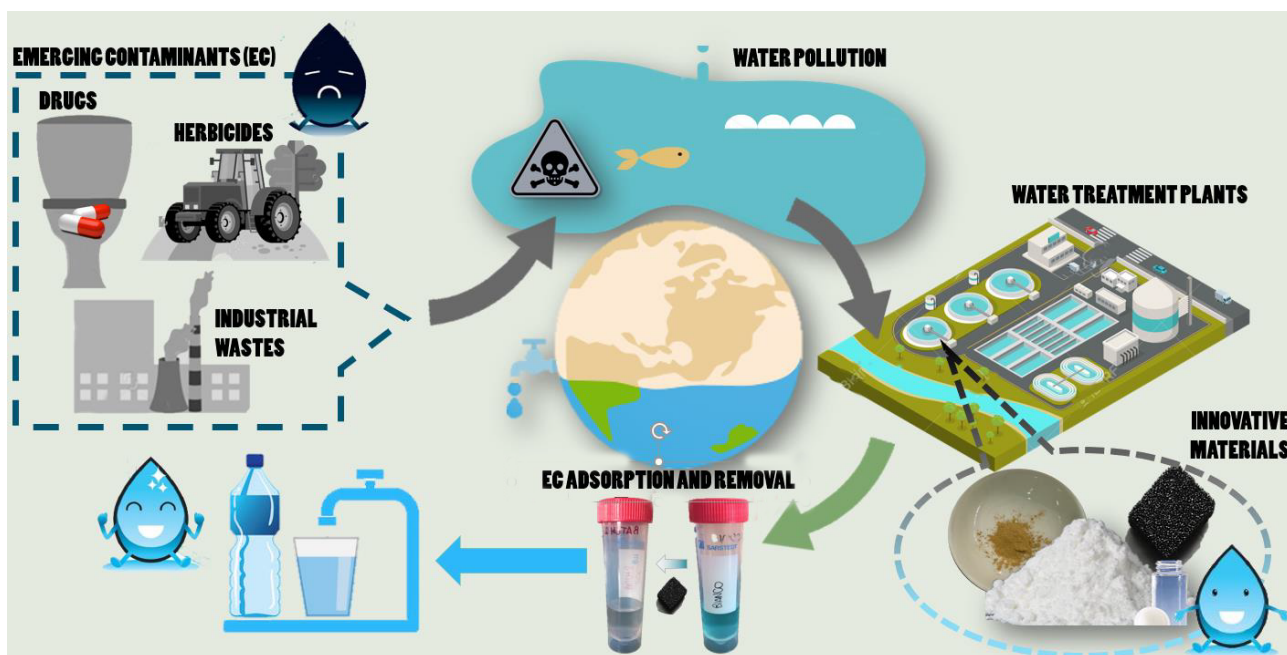 EMERGING CONTAMINANTS (EC)
DRUGS
HERBICIDES
INDUSTRIAL
WASTES
WATER POLLUTION
WATER TREATMENT PLANTS
INNOVATIVE
MATERIALS
EC ADSORPTION AND REMOVAL
SARSTEDT